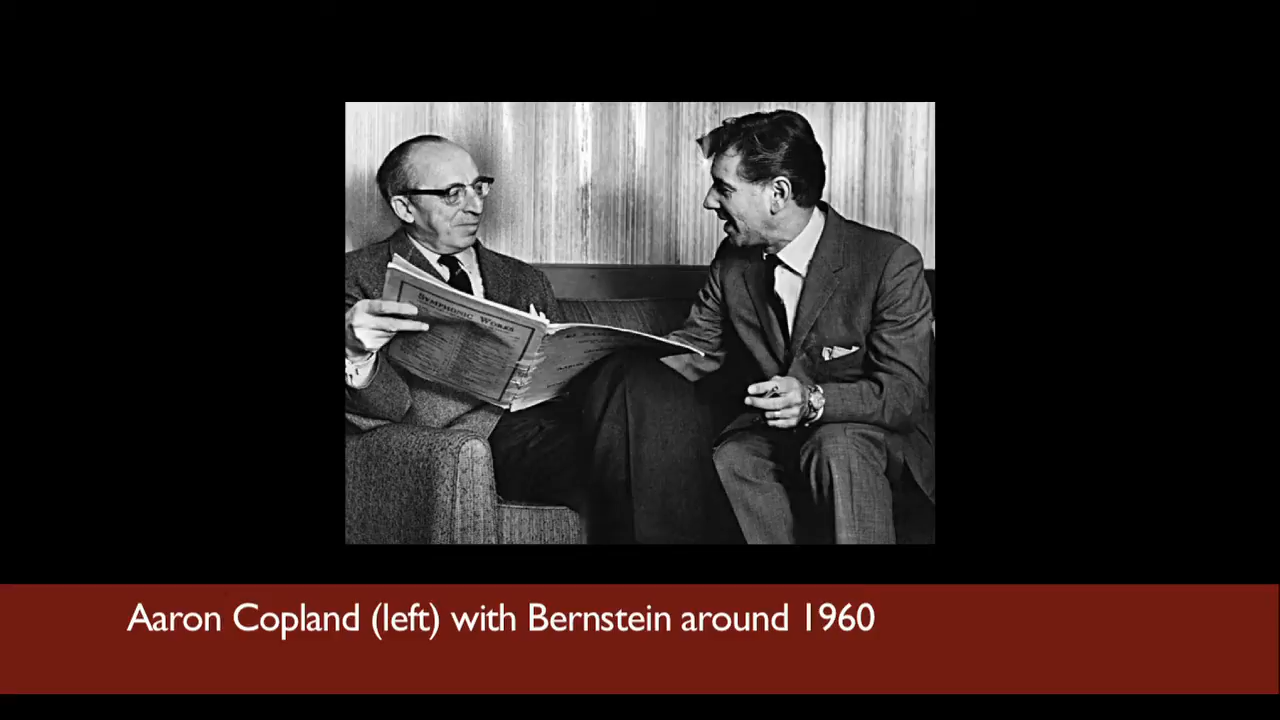 SYMPHONIC WORKS
Aaron Copland (left) with Bernstein around 1960